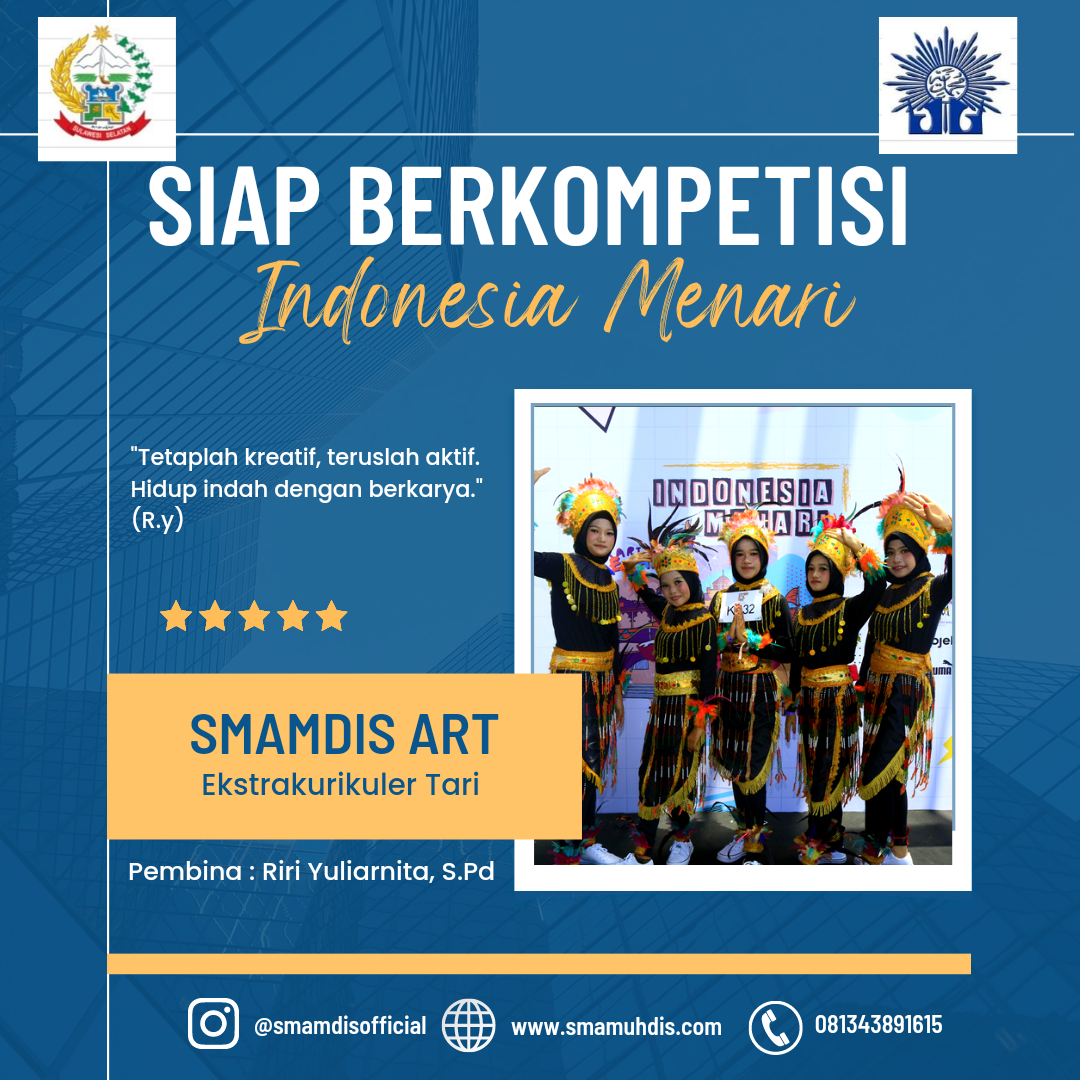 SULAWESI SELATAN
SIAP BERKOMPETISI
Indonesia Menari
"Tetaplah kreatif, teruslah aktif.
Hidup indah dengan berkarya."
(R.y)
INDONESIA
MENARI
32
SMAMDIS ART
Ekstrakurikuler Tari
Pembina : Riri Yuliarnita, S.Pd
@smamdisofficial
www.smamuhdis.com
081343891615